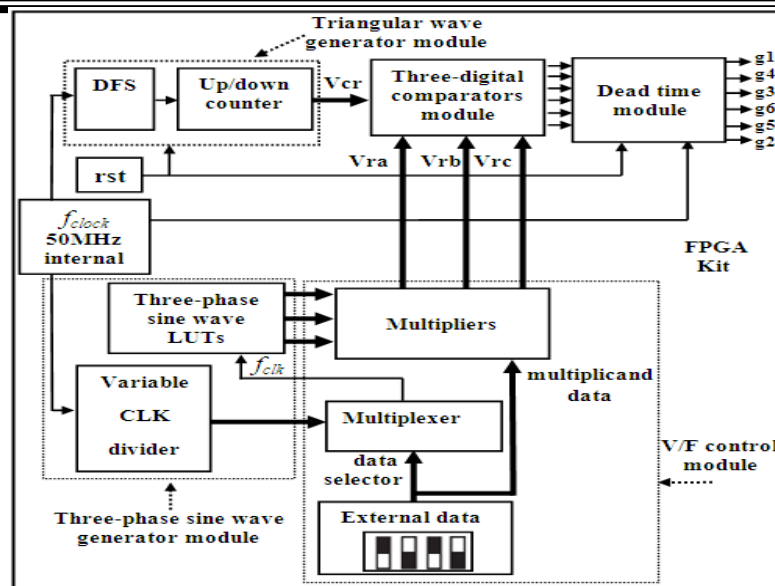 Triangular wave
generator module
DFS
Up/down
counter
Vcr
Three-digital
comparators
module
Dead time
module
g1
g4
g3
g6
g5
g2
rst
Vra Vrb Vrc
fclock
50MHz
internal
FPGA
Kit
Three-phase
sine wave
LUTs
Multipliers
fclk
multiplicand
data
Variable
CLK
divider
Multiplexer
data
selector
V/F control
module
External data
Three-phase sine wave
generator module